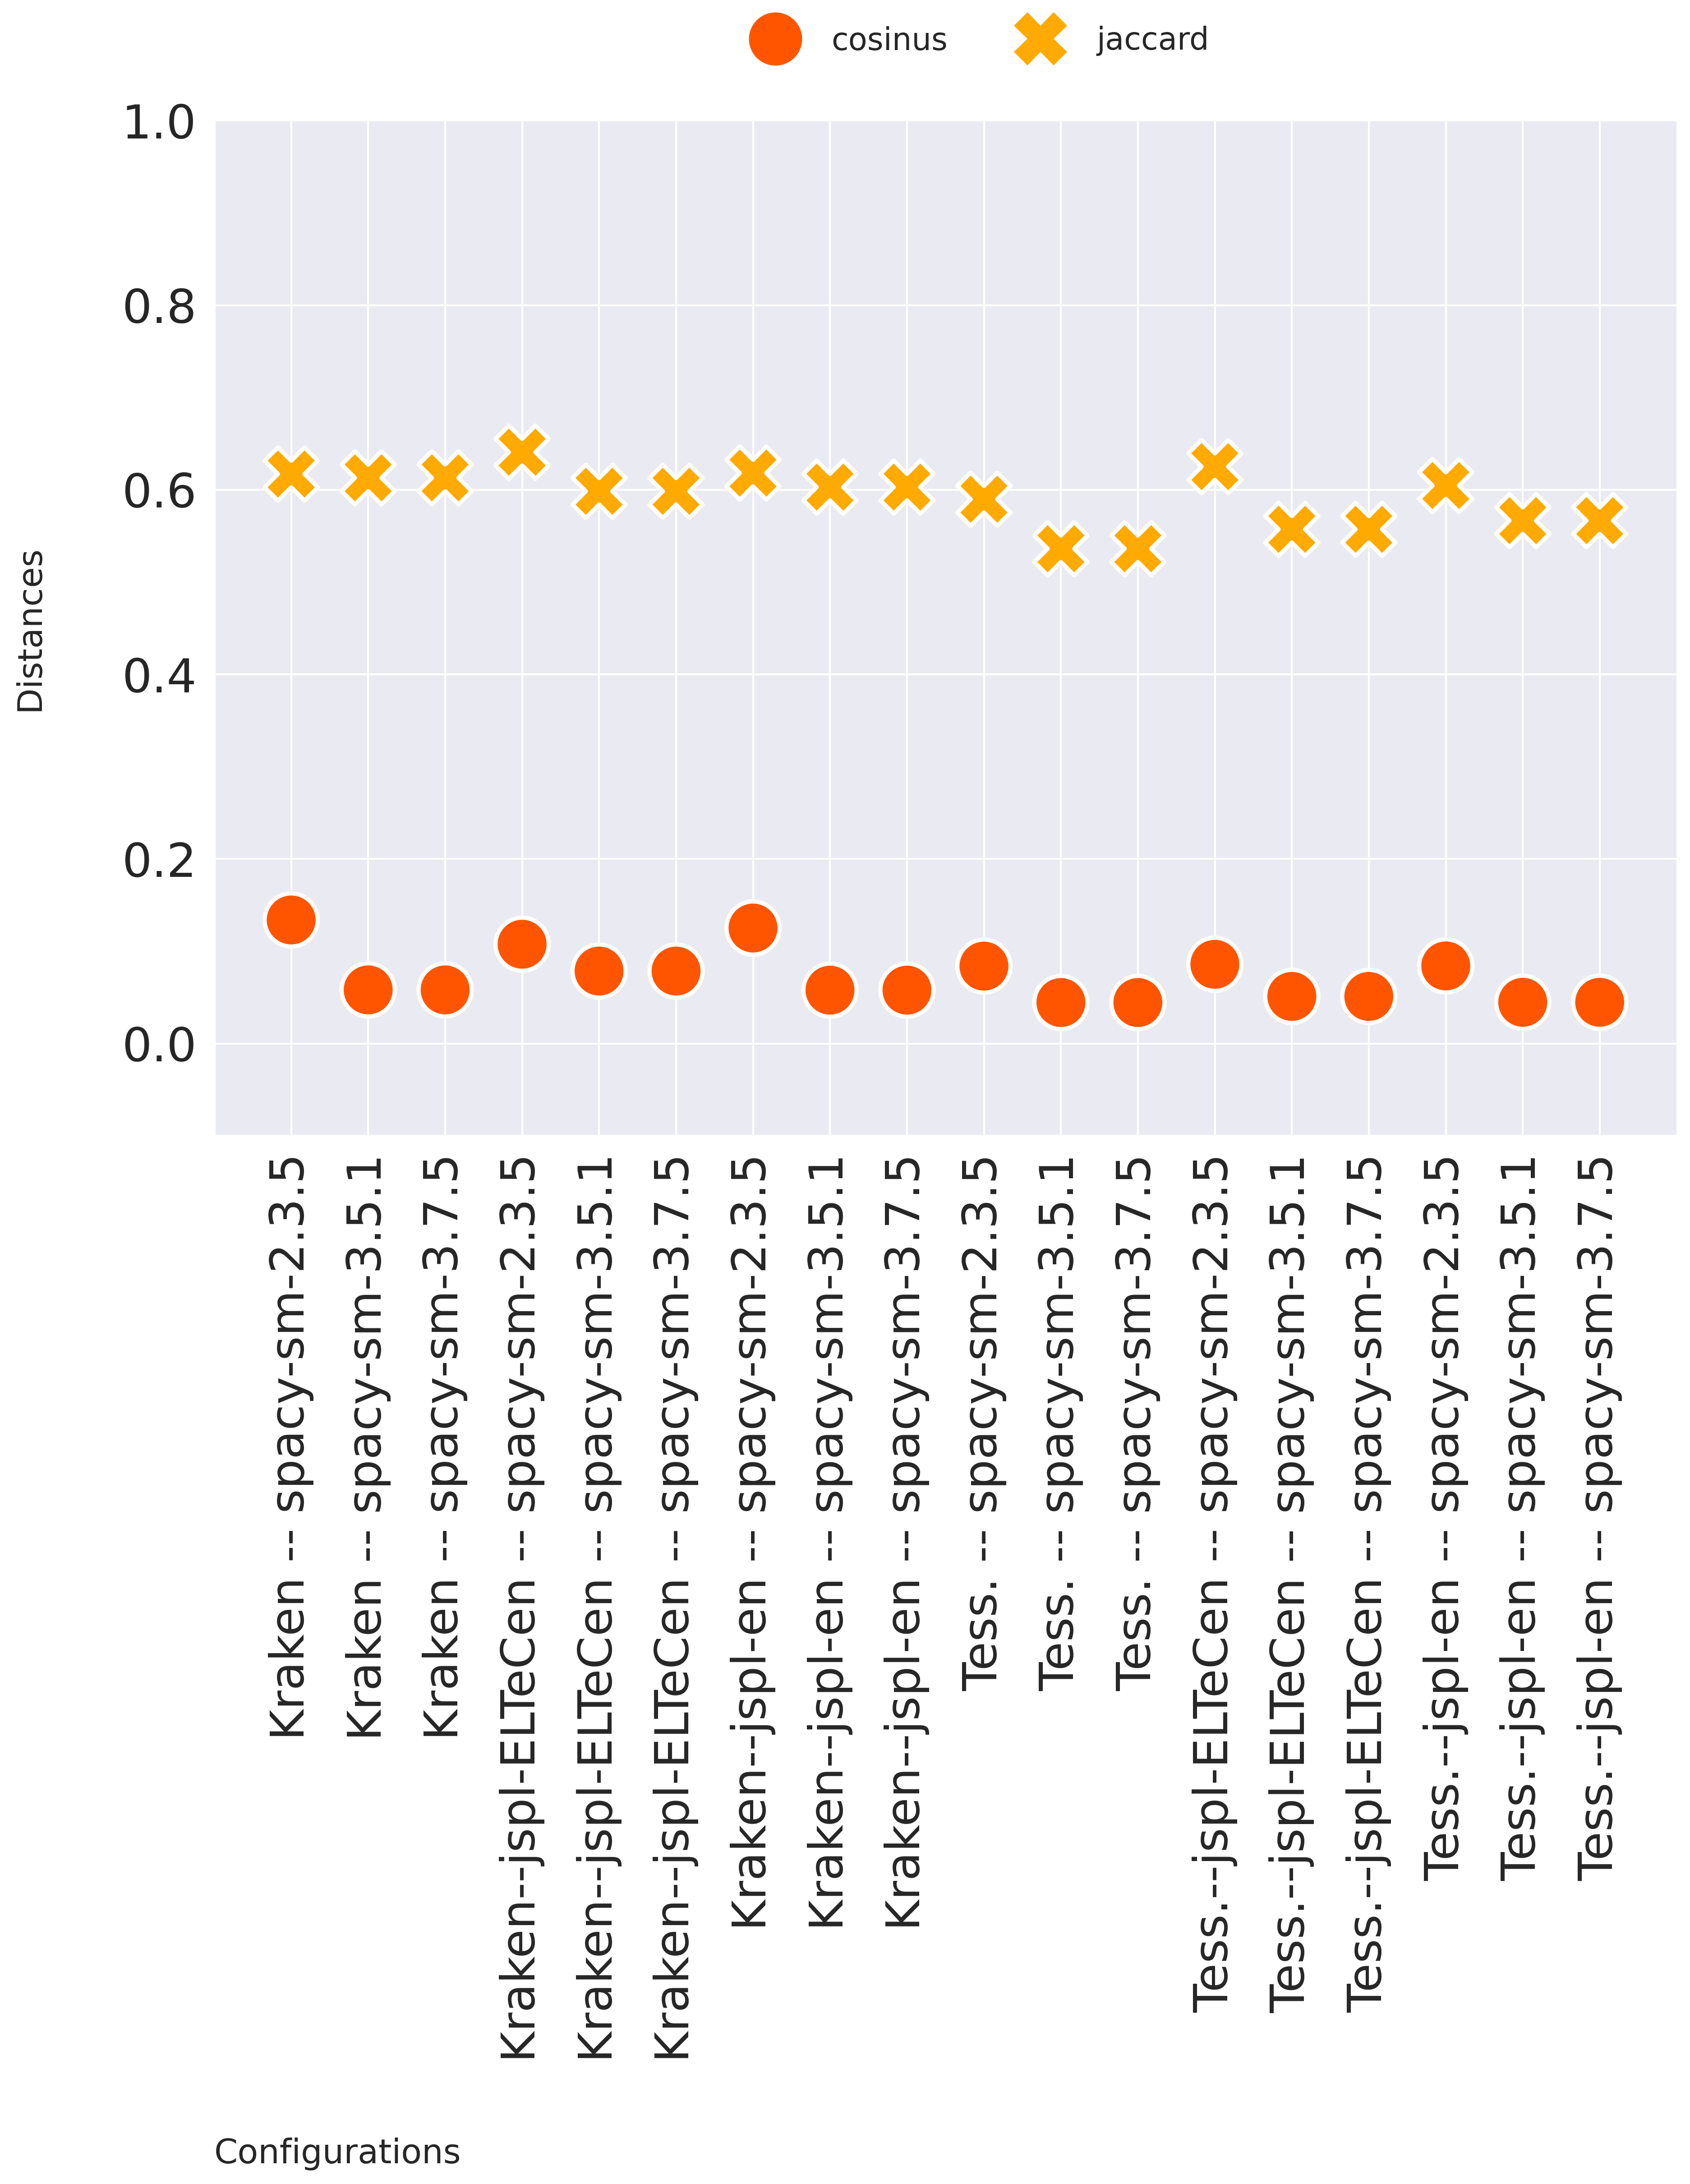 cosinus jaccard
1.0
0.8
0.6
0.4
0.2
0.0
Distances
Kraken -- spacy-sm-2.3.5
Kraken -- spacy-sm-3.5.1
Kraken -- spacy-sm-3.7.5
Kraken--jspl-ELTeCen -- spacy-sm-2.3.5
Kraken--jspl-ELTeCen -- spacy-sm-3.5.1
Kraken--jspl-ELTeCen -- spacy-sm-3.7.5
Kraken--jspl-en -- spacy-sm-2.3.5
Kraken--jspl-en -- spacy-sm-3.5.1
Kraken--jspl-en -- spacy-sm-3.7.5
Tess. -- spacy-sm-2.3.5
Tess. -- spacy-sm-3.5.1
Tess. -- spacy-sm-3.7.5
Tess.--jspl-ELTeCen -- spacy-sm-2.3.5
Tess.--jspl-ELTeCen -- spacy-sm-3.5.1
Tess.--jspl-ELTeCen -- spacy-sm-3.7.5
Tess.--jspl-en -- spacy-sm-2.3.5
Tess.--jspl-en -- spacy-sm-3.5.1
Tess.--jspl-en -- spacy-sm-3.7.5
Configurations